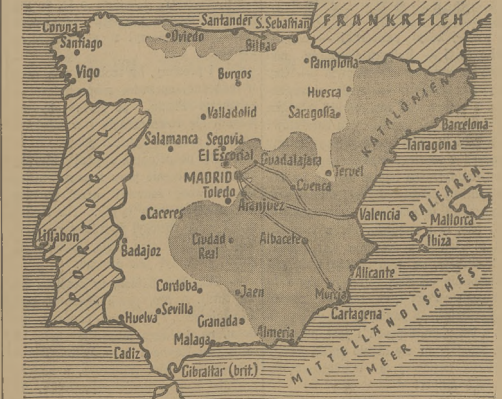 Coruna
Santander
S. Sebastian
FRANKREICH
Santiago
Oviedo
Bilbao
Vigo
Pamplona
Burgos
Huesca
KATALONIEN
Valladolid
Saragossa
Barcelona
Salamanca
Segovia
Tarragona
El Escorial
Guadalajara
Teruel
MADRID
Cuenca
BALEAREN
Toledo
Aranjuez
Mallorca
PORTUGAL
Caceres
Valencia
Lissabon
Ciudad
Real
Albacete
Ibiza
Badajoz
Alicante
Cordoba
Jaen
Murcia
MITTELLÄNDISCHES
MEER
Sevilla
Cartagena
Huelva
Granada
Almeria
Malaga
Cadiz
Gibraltar (brit.)